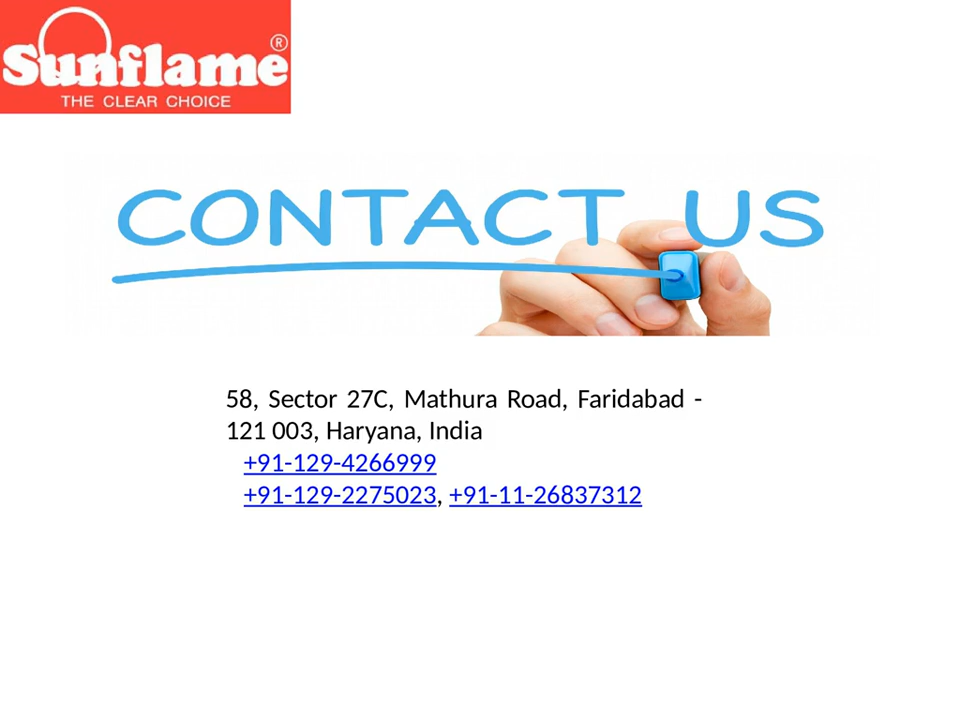 Sunflame®
THE CLEAR CHOICE
CONTACT US
58, Sector 27C, Mathura Road, Faridabad -
121 003, Haryana, India
+91-129-4266999
+91-129-2275023, +91-11-26837312